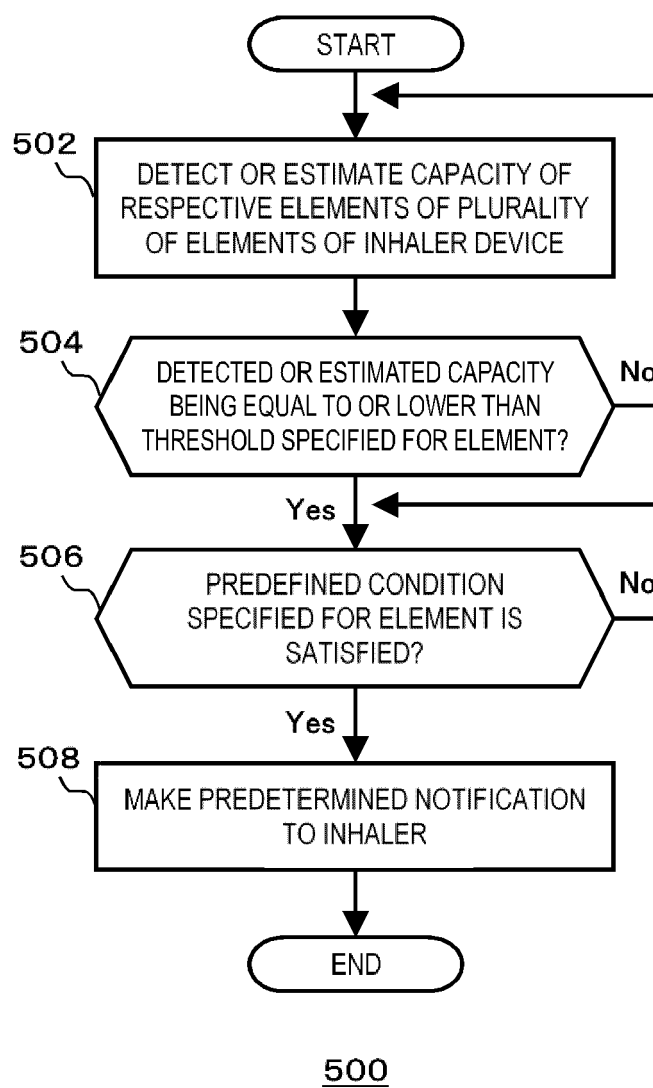 START
502
DETECT OR ESTIMATE CAPACITY OF
RESPECTIVE ELEMENTS OF PLURALITY
OF ELEMENTS OF INHALER DEVICE
504
DETECTED OR ESTIMATED CAPACITY
BEING EQUAL TO OR LOWER THAN
THRESHOLD SPECIFIED FOR ELEMENT?
No
Yes
506
PREDEFINED CONDITION
SPECIFIED FOR ELEMENT IS
SATISFIED?
No
Yes
508
MAKE PREDETERMINED NOTIFICATION
TO INHALER
END
500